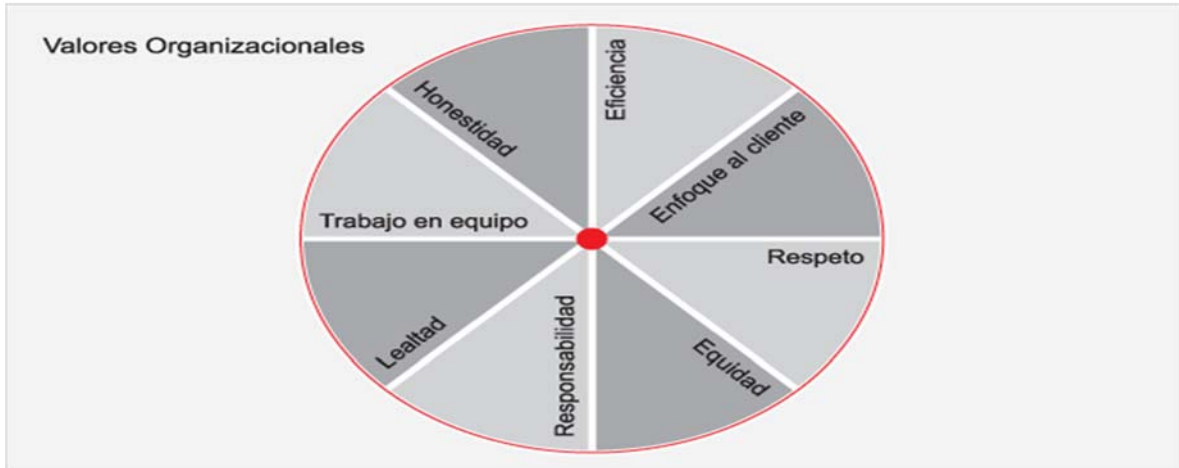 Valores Organizacionales
Honestidad
Eficiencia
Enfoque al cliente
Trabajo en equipo
Respeto
Lealtad
Responsabilidad
Equidad